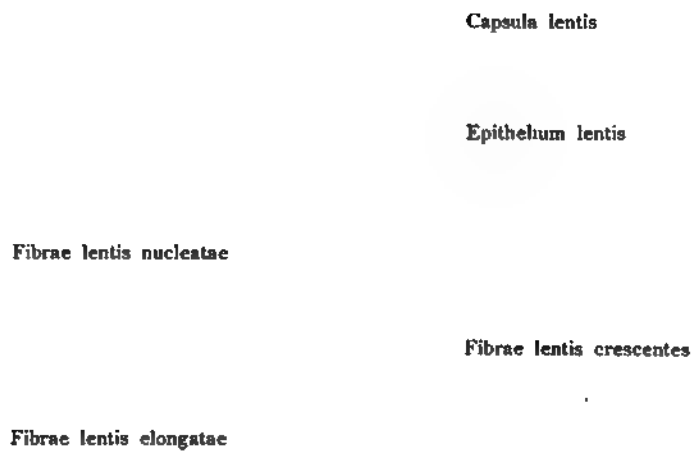 Capsula lentis
Epithelium lentis
Fibrae lentis nucleatae
Fibrae lentis crescentes
Fibrae lentis elongatae